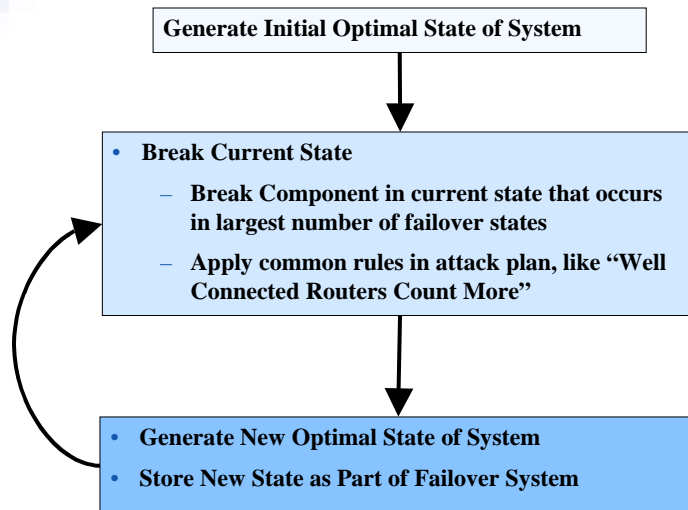 Generate Initial Optimal State of System
• Break Current State
– Break Component in current state that occurs
in largest number of failover states
– Apply common rules in attack plan, like “Well
Connected Routers Count More”
• Generate New Optimal State of System
• Store New State as Part of Failover System